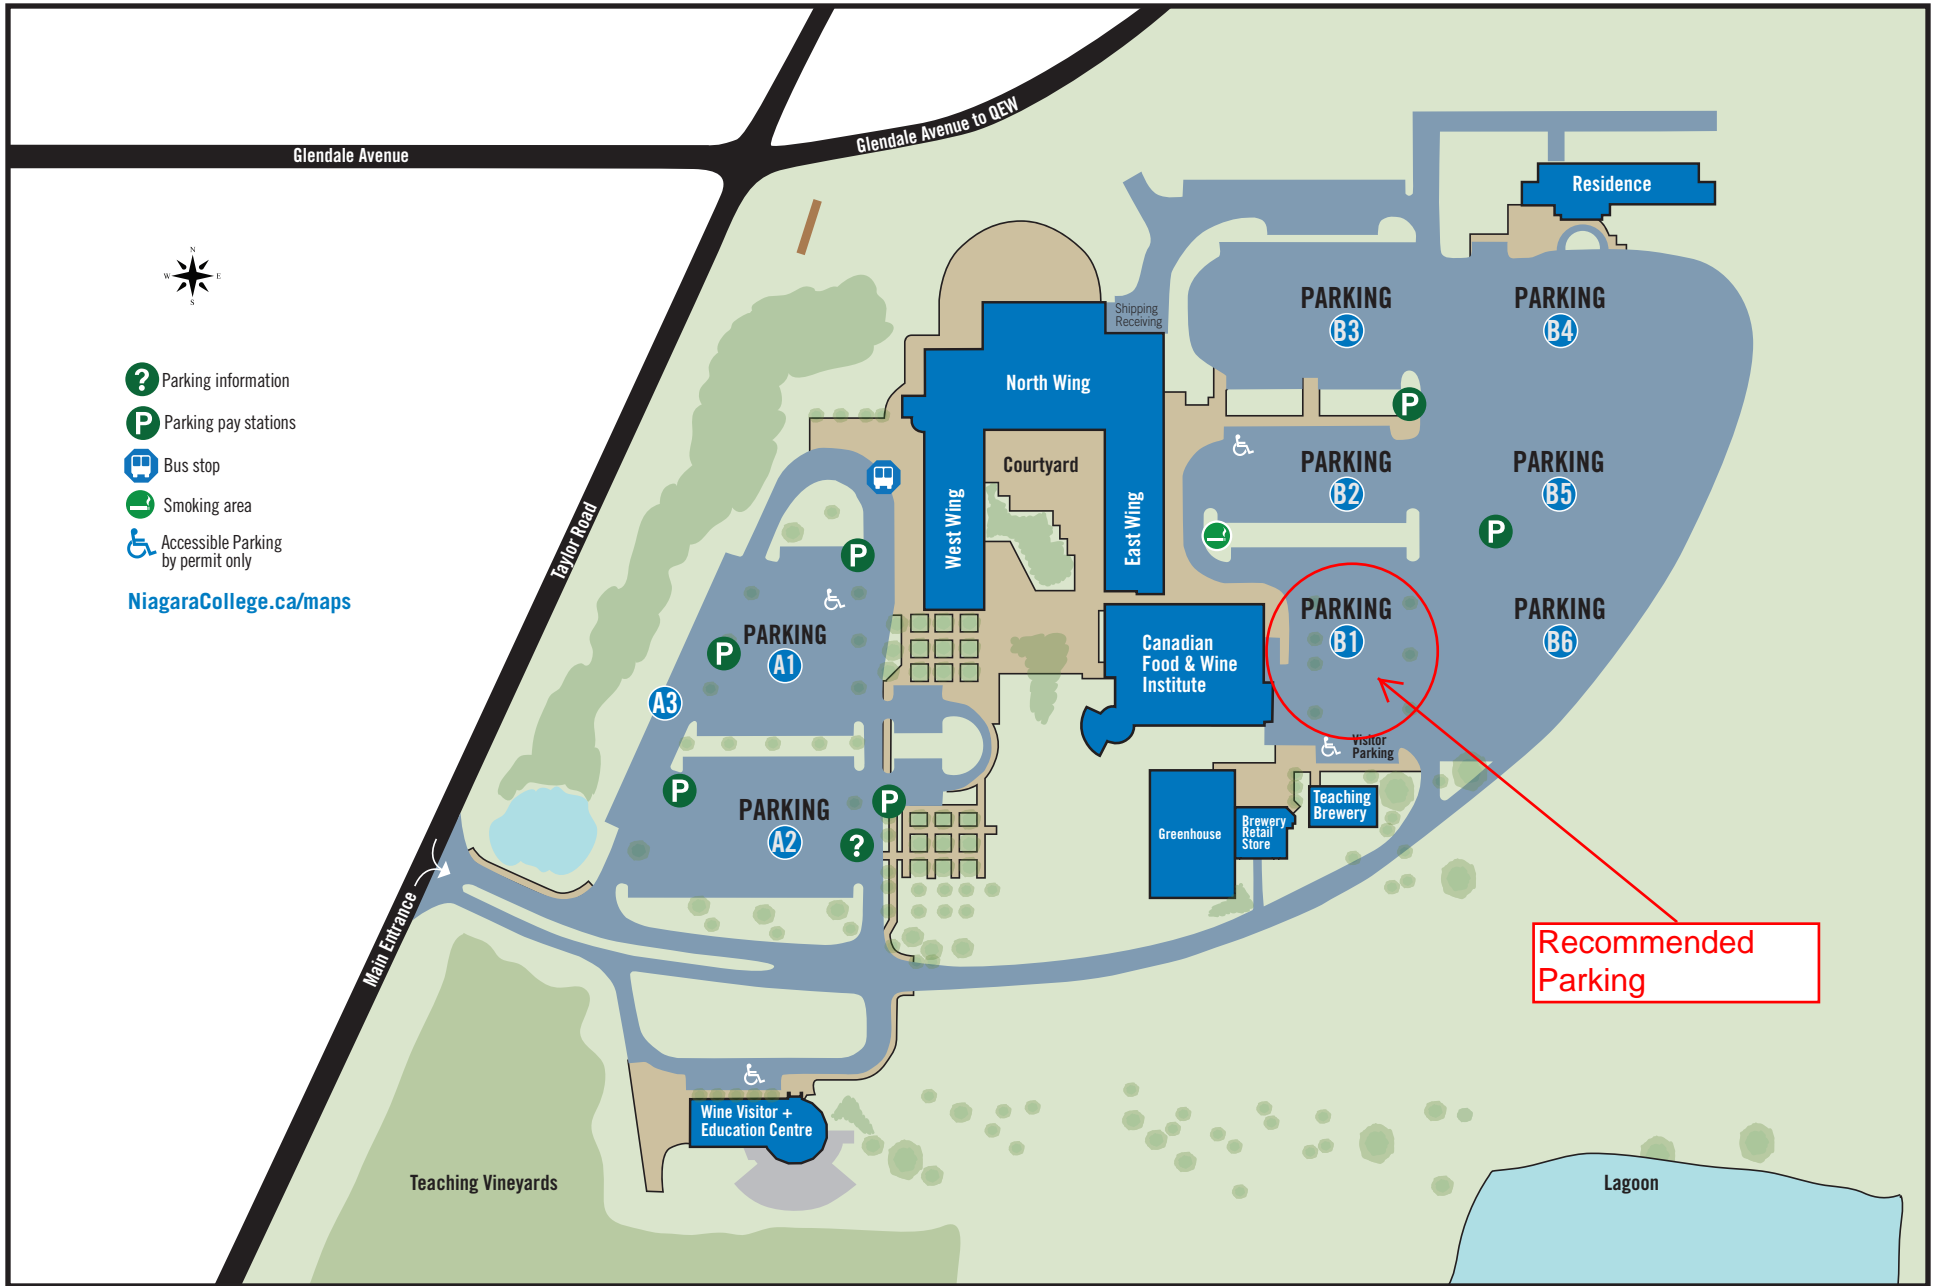 Glendale Avenue
Glendale Avenue to QEW
Residence
N
W E
S
PARKING
B3
PARKING
B4
Shipping
Receiving
North Wing
? Parking information
P Parking pay stations
Bus stop
Smoking area
Accessible Parking
by permit only
NiagaraCollege.ca/maps
Taylor Road
P
Courtyard
PARKING
B2
PARKING
B5
West Wing
East Wing
P
P
PARKING
A1
P
A3
PARKING
B1
PARKING
B6
Canadian
Food & Wine
Institute
Visitor
Parking
P
P
PARKING
A2
?
Teaching
Brewery
Brewery
Retail
Store
Greenhouse
Main Entrance
Recommended
Parking
Wine Visitor +
Education Centre
Teaching Vineyards
Lagoon